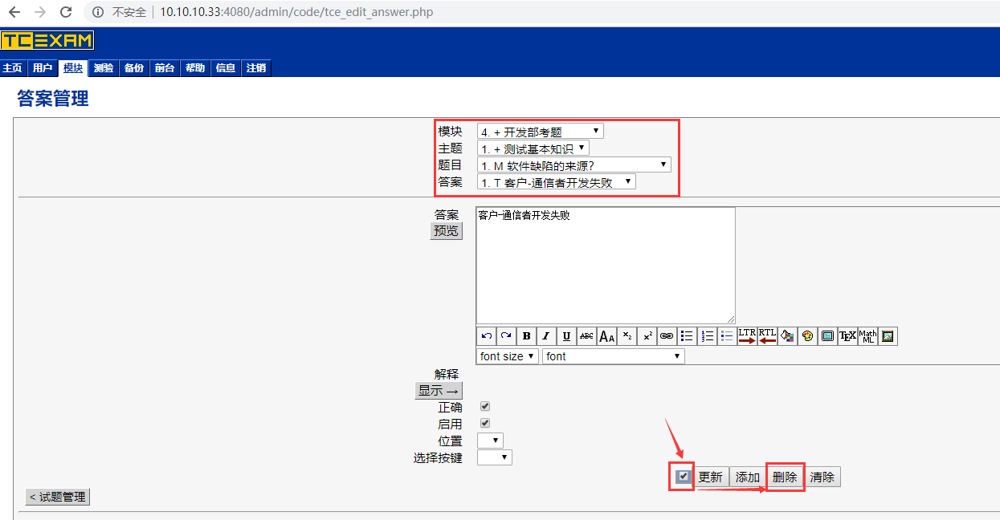 不安全 | 10.10.10.33:4080/admin/code/tce_edit_answer.php
TCEXAM
主页 用户 模块 测验 备份 前台 帮助 信息 注销
答案管理
模块 4. + 开发部考题
主题 1. + 测试基本知识
题目 1. M 软件缺陷的来源?
答案 1. T 客户-通信者开发失败
答案 客户-通信者开发失败
预览
B I U ABC AA x2 x2 LTR RTL TEX MathML
font size font
解释
显示 →
正确
启用
位置
选择按键
更新 添加 删除 清除
< 试题管理